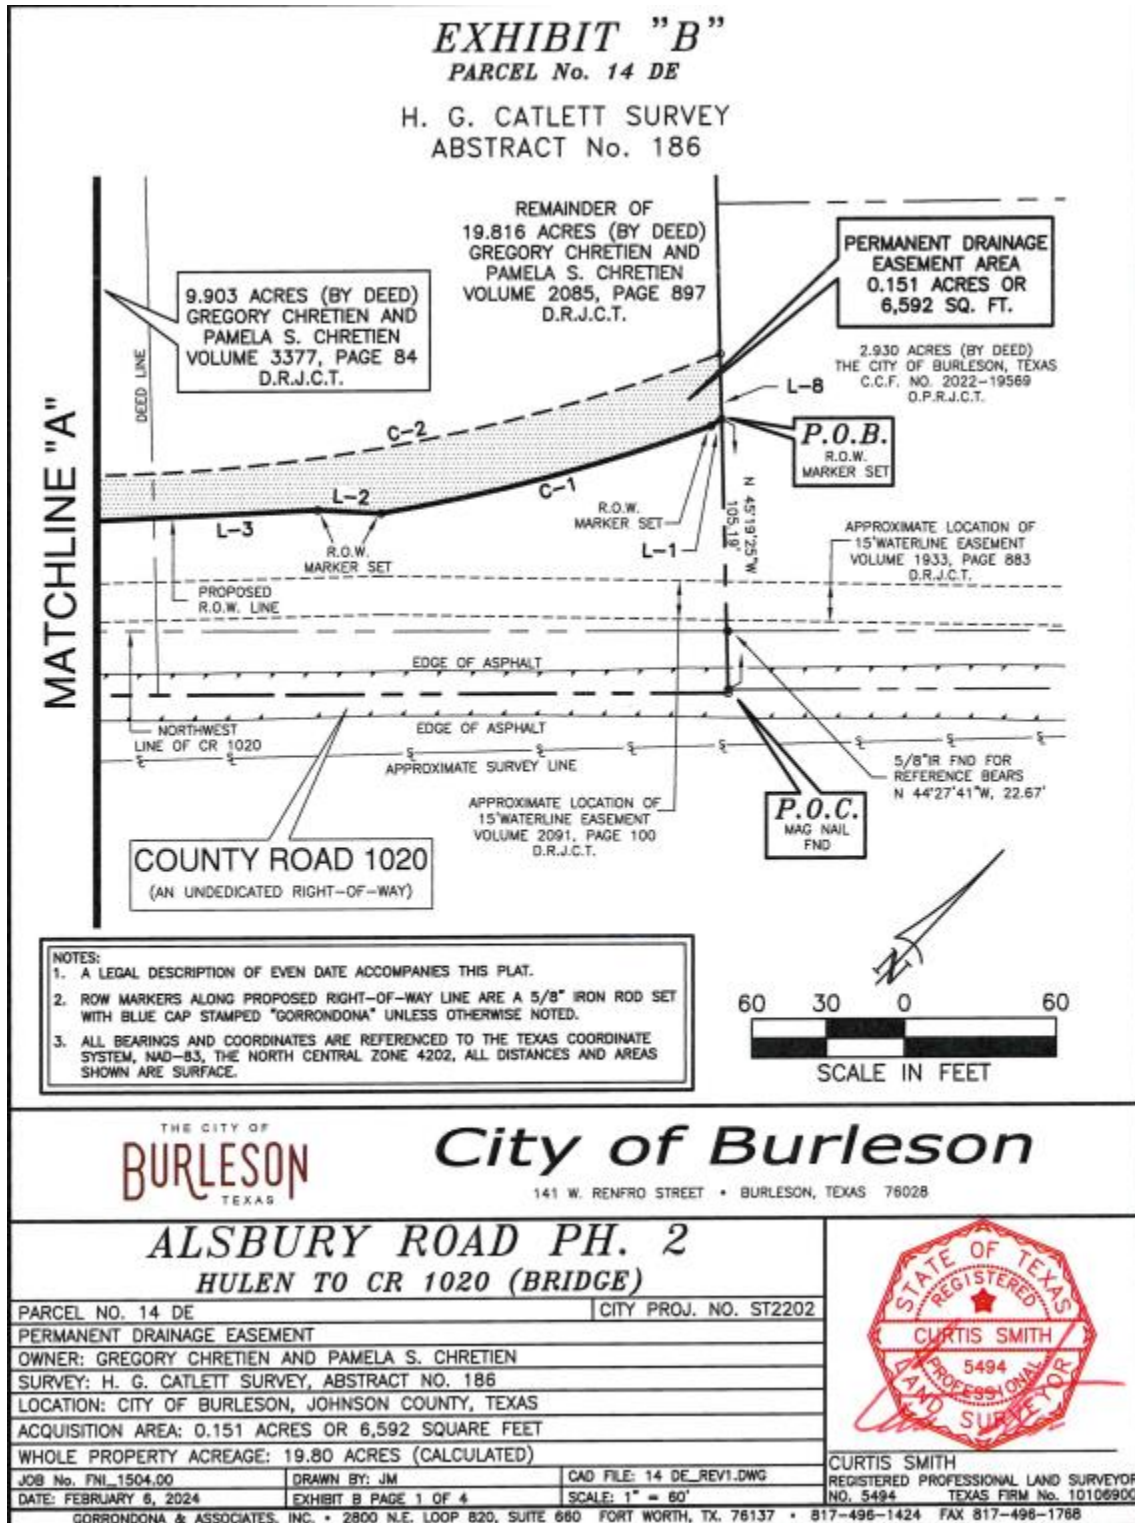 EXHIBIT "B"
PARCEL No. 14 DE
H. G. CATLETT SURVEY
ABSTRACT No. 186
REMAINDER OF
19.816 ACRES (BY DEED)
GREGORY CHRETIEN AND
PAMELA S. CHRETIEN
VOLUME 2085, PAGE 897
D.R.J.C.T.
PERMANENT DRAINAGE
EASEMENT AREA
0.151 ACRES OR
6,592 SQ. FT.
9.903 ACRES (BY DEED)
GREGORY CHRETIEN AND
PAMELA S. CHRETIEN
VOLUME 3377, PAGE 84
D.R.J.C.T.
DEED LINE
2.930 ACRES (BY DEED)
THE CITY OF BURLESON, TEXAS
C.C.F. NO. 2022-19569
O.P.R.J.C.T.
L-8
MATCHLINE "A"
C-2
P.O.B.
R.O.W.
MARKER SET
C-1
L-2
L-3
R.O.W.
MARKER SET
R.O.W.
MARKER SET
L-1
N 45°19'25"W
105.19'
APPROXIMATE LOCATION OF
15'WATERLINE EASEMENT
VOLUME 1933, PAGE 883
D.R.J.C.T.
PROPOSED
R.O.W. LINE
EDGE OF ASPHALT
NORTHWEST
LINE OF CR 1020
EDGE OF ASPHALT
APPROXIMATE SURVEY LINE
5/8"IR FND FOR
REFERENCE BEARS
N 44°27'41"W, 22.67'
APPROXIMATE LOCATION OF
15'WATERLINE EASEMENT
VOLUME 2091, PAGE 100
D.R.J.C.T.
P.O.C.
MAG NAIL
FND
COUNTY ROAD 1020
(AN UNDEDICATED RIGHT-OF-WAY)
N
NOTES:
1. A LEGAL DESCRIPTION OF EVEN DATE ACCOMPANIES THIS PLAT.
2. ROW MARKERS ALONG PROPOSED RIGHT-OF-WAY LINE ARE A 5/8" IRON ROD SET
WITH BLUE CAP STAMPED "GORRONDONA" UNLESS OTHERWISE NOTED.
3. ALL BEARINGS AND COORDINATES ARE REFERENCED TO THE TEXAS COORDINATE
SYSTEM, NAD-83, THE NORTH CENTRAL ZONE 4202, ALL DISTANCES AND AREAS
SHOWN ARE SURFACE.
60 30 0 60
SCALE IN FEET
THE CITY OF
BURLESON
TEXAS
City of Burleson
141 W. RENFRO STREET • BURLESON, TEXAS 76028
ALSBURY ROAD PH. 2
HULEN TO CR 1020 (BRIDGE)
PARCEL NO. 14 DE CITY PROJ. NO. ST2202
PERMANENT DRAINAGE EASEMENT
OWNER: GREGORY CHRETIEN AND PAMELA S. CHRETIEN
SURVEY: H. G. CATLETT SURVEY, ABSTRACT NO. 186
LOCATION: CITY OF BURLESON, JOHNSON COUNTY, TEXAS
ACQUISITION AREA: 0.151 ACRES OR 6,592 SQUARE FEET
WHOLE PROPERTY ACREAGE: 19.80 ACRES (CALCULATED)
JOB No. FNI_1504.00 DRAWN BY: JM CAD FILE: 14 DE_REV1.DWG
DATE: FEBRUARY 6, 2024 EXHIBIT B PAGE 1 OF 4 SCALE: 1" = 60'
STATE OF TEXAS
REGISTERED
CURTIS SMITH
5494
PROFESSIONAL
LAND SURVEYOR
CURTIS SMITH
REGISTERED PROFESSIONAL LAND SURVEYOR
NO. 5494 TEXAS FIRM No. 10106900
GORRONDONA & ASSOCIATES, INC. • 2800 N.E. LOOP 820, SUITE 660 FORT WORTH, TX. 76137 • 817-496-1424 FAX 817-496-1768